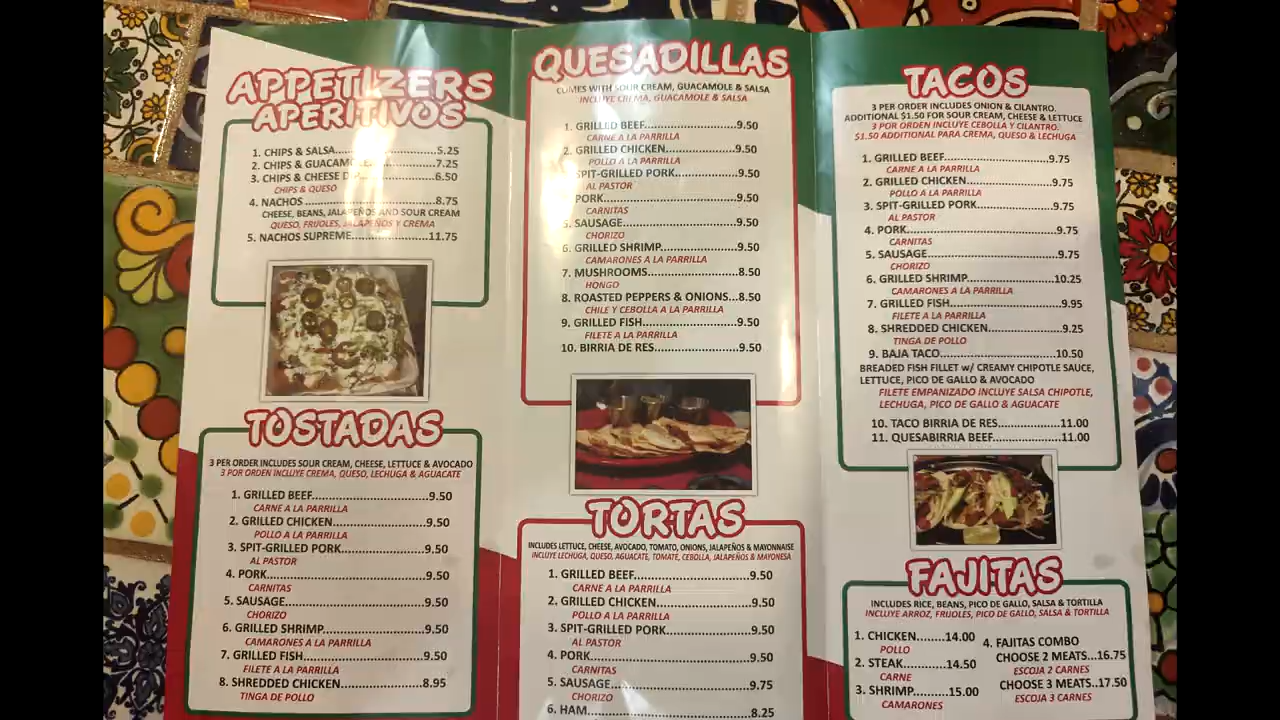 APPETIZERS
APERITIVOS
1. CHIPS & SALSA..............................5.25
2. CHIPS & GUACAMOLE....................7.25
3. CHIPS & CHEESE D.......................6.50
CHIPS & QUESO
4. NACHOS........................................8.75
CHEESE, BEANS, JALAPEÑOS AND SOUR CREAM
QUESO, FRIJOLES, JALAPEÑOS Y CREMA
5. NACHOS SUPREME........................11.75
TOSTADAS
3 PER ORDER INCLUDES SOUR CREAM, CHEESE, LETTUCE & AVOCADO
3 POR ORDEN INCLUYE CREMA, QUESO, LECHUGA & AGUACATE
1. GRILLED BEEF..................................9.50
CARNE A LA PARRILLA
2. GRILLED CHICKEN...........................9.50
POLLO A LA PARRILLA
3. SPIT-GRILLED PORK.........................9.50
AL PASTOR
4. PORK...............................................9.50
CARNITAS
5. SAUSAGE.........................................9.50
CHORIZO
6. GRILLED SHRIMP..............................9.50
CAMARONES A LA PARRILLA
7. GRILLED FISH...................................9.50
FILETE A LA PARRILLA
8. SHREDDED CHICKEN.......................8.95
TINGA DE POLLO
QUESADILLAS
COMES WITH SOUR CREAM, GUACAMOLE & SALSA
INCLUYE CREMA, GUACAMOLE & SALSA
1. GRILLED BEEF...........................9.50
CARNE A LA PARRILLA
2. GRILLED CHICKEN.....................9.50
POLLO A LA PARRILLA
SPIT-GRILLED PORK...................9.50
AL PASTOR
PORK.........................................9.50
CARNITAS
5. SAUSAGE...................................9.50
CHORIZO
6. GRILLED SHRIMP.......................9.50
CAMARONES A LA PARRILLA
7. MUSHROOMS...........................8.50
HONGO
8. ROASTED PEPPERS & ONIONS...8.50
CHILE Y CEBOLLA A LA PARRILLA
9. GRILLED FISH............................9.50
FILETE A LA PARRILLA
10. BIRRIA DE RES.........................9.50
TORTAS
INCLUDES LETTUCE, CHEESE, AVOCADO, TOMATO, ONIONS, JALAPEÑOS & MAYONNAISE
INCLUYE LECHUGA, QUESO, AGUACATE, TOMATE, CEBOLLA, JALAPEÑOS & MAYONESA
1. GRILLED BEEF..................................9.50
CARNE A LA PARRILLA
2. GRILLED CHICKEN............................9.50
POLLO A LA PARRILLA
3. SPIT-GRILLED PORK........................9.50
AL PASTOR
4. PORK..............................................9.50
CARNITAS
5. SAUSAGE........................................9.75
CHORIZO
6. HAM...............................................8.25
TACOS
3 PER ORDER INCLUDES ONION & CILANTRO.
ADDITIONAL $1.50 FOR SOUR CREAM, CHEESE & LETTUCE
3 POR ORDEN INCLUYE CEBOLLA Y CILANTRO.
$1.50 ADDITIONAL PARA CREMA, QUESO & LECHUGA
1. GRILLED BEEF................................9.75
CARNE A LA PARRILLA
2. GRILLED CHICKEN..........................9.75
POLLO A LA PARRILLA
3. SPIT-GRILLED PORK.......................9.75
AL PASTOR
4. PORK.............................................9.75
CARNITAS
5. SAUSAGE.......................................9.75
CHORIZO
6. GRILLED SHRIMP..........................10.25
CAMARONES A LA PARRILLA
7. GRILLED FISH.................................9.95
FILETE A LA PARRILLA
8. SHREDDED CHICKEN......................9.25
TINGA DE POLLO
9. BAJA TACO...................................10.50
BREADED FISH FILLET w/ CREAMY CHIPOTLE SAUCE,
LETTUCE, PICO DE GALLO & AVOCADO
FILETE EMPANIZADO INCLUYE SALSA CHIPOTLE,
LECHUGA, PICO DE GALLO & AGUACATE
10. TACO BIRRIA DE RES..................11.00
11. QUESABIRRIA BEEF....................11.00
FAJITAS
INCLUDES RICE, BEANS, PICO DE GALLO, SALSA & TORTILLA
INCLUYE ARROZ, FRIJOLES, PICO DE GALLO, SALSA & TORTILLA
1. CHICKEN.........14.00
POLLO
2. STEAK.............14.50
CARNE
3. SHRIMP...........15.00
CAMARONES
4. FAJITAS COMBO
CHOOSE 2 MEATS...16.75
ESCOJA 2 CARNES
CHOOSE 3 MEATS..17.50
ESCOJA 3 CARNES